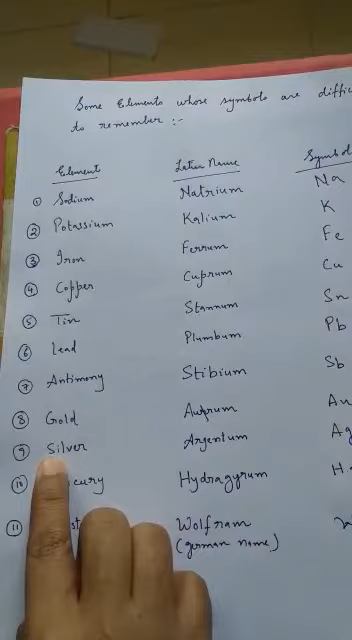 Some Elements whose symbols are
to remember :-
Element Latin Name Symbol
① Sodium Natrium Na
② Potassium Kalium K
③ Iron Ferrum Fe
④ Copper Cuprum Cu
⑤ Tin Stannum Sn
⑥ Lead Plumbum Pb
⑦ Antimony Stibium Sb
⑧ Gold Aurum Au
⑨ Silver Argentum Ag
⑩ Hydragyrum H
⑪ Wolfram W
(german name)